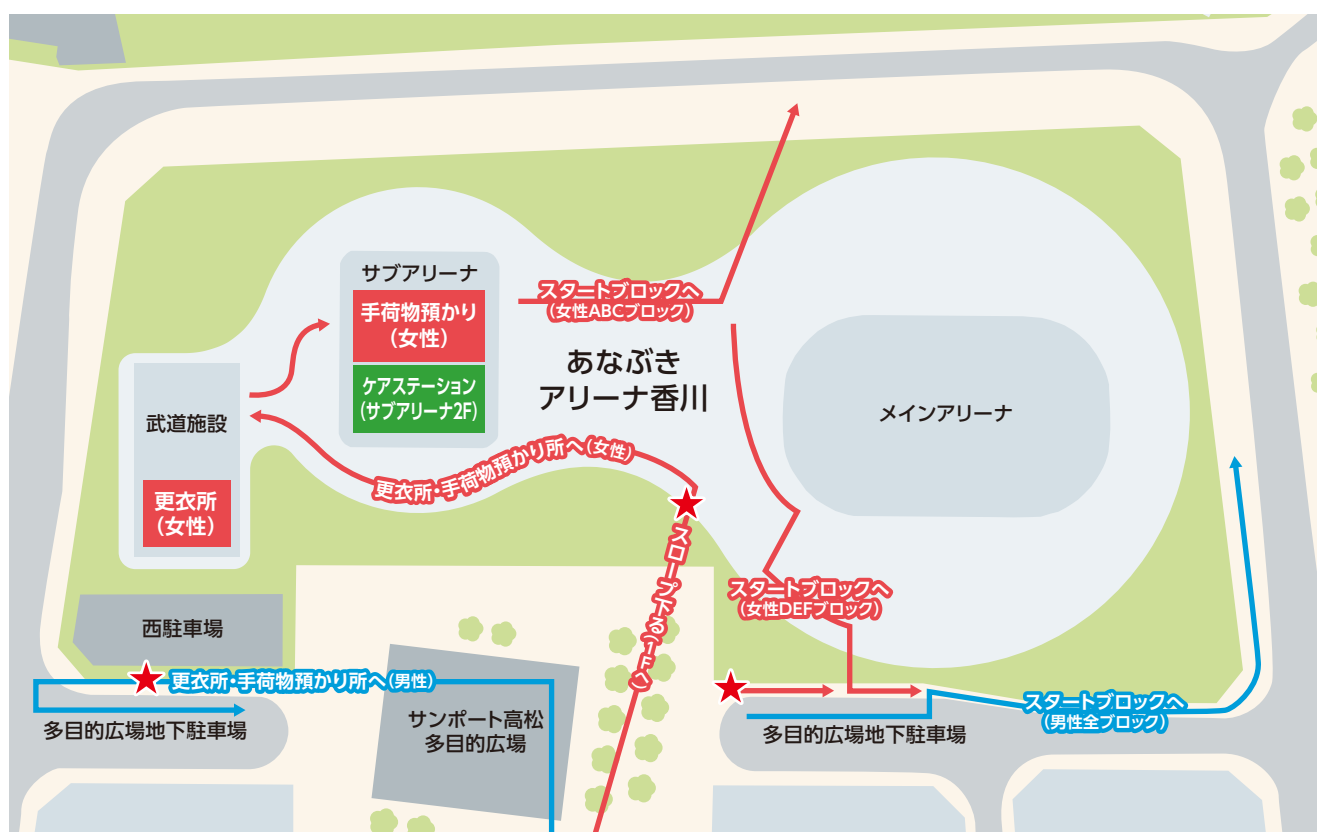 サブアリーナ
手荷物預かり
(女性)
ケアステーション
(サブアリーナ2F)
スタートブロックへ
(女性ABCブロック)
あなぶき
アリーナ香川
メインアリーナ
武道施設
更衣所
(女性)
更衣所・手荷物預かり所へ(女性)
スロープ下る(1Fへ)
スタートブロックへ
(女性DEFブロック)
西駐車場
更衣所・手荷物預かり所へ(男性)
多目的広場地下駐車場
サンポート高松
多目的広場
スタートブロックへ
(男性全ブロック)
多目的広場地下駐車場